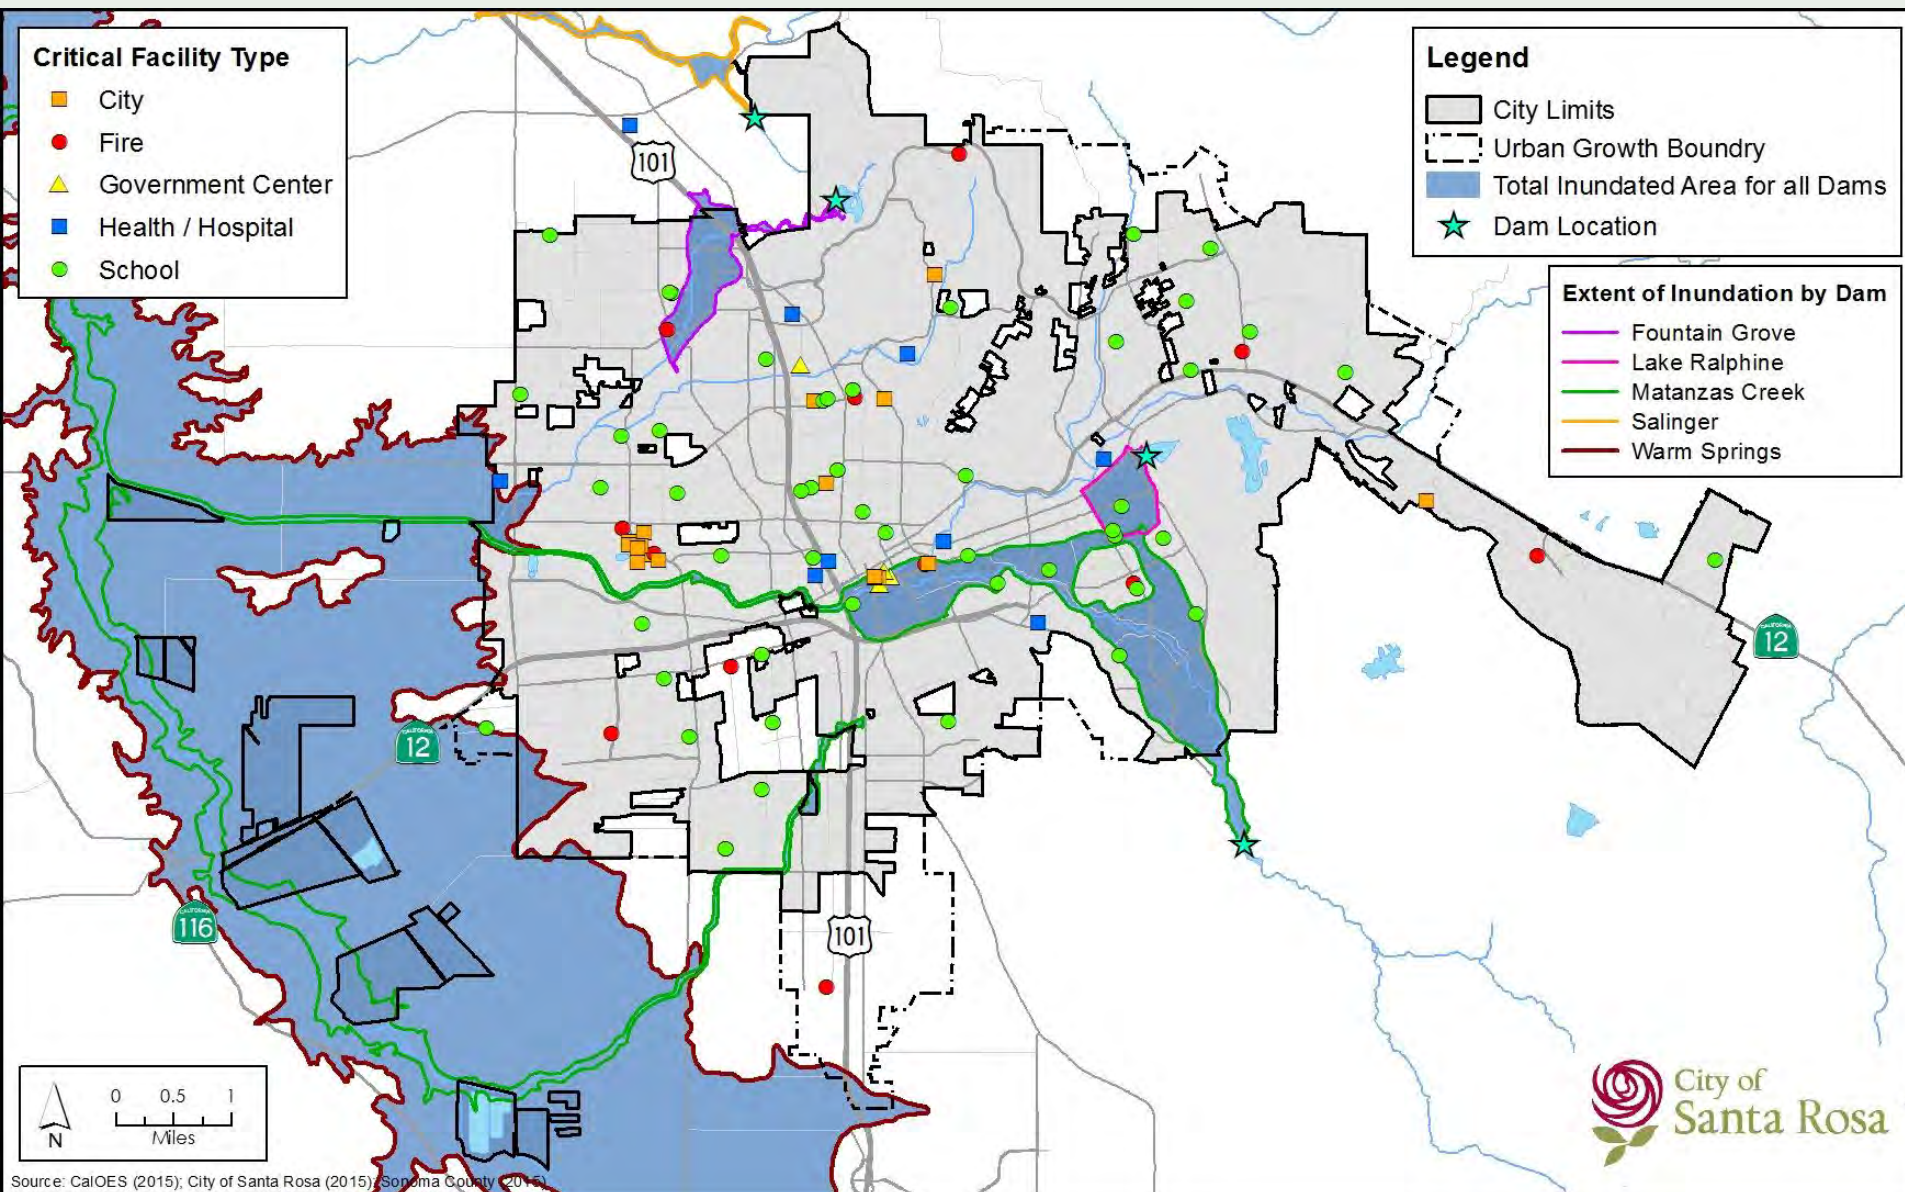 Critical Facility Type
City
Fire
Government Center
Health / Hospital
School
Legend
City Limits
Urban Growth Boundry
Total Inundated Area for all Dams
Dam Location
Extent of Inundation by Dam
Fountain Grove
Lake Ralphine
Matanzas Creek
Salinger
Warm Springs
101
CALIFORNIA
12
CALIFORNIA
12
CALIFORNIA
116
101
0 0.5 1
Miles
N
City of
Santa Rosa
Source: CalOES (2015); City of Santa Rosa (2015); Sonoma County (2015)